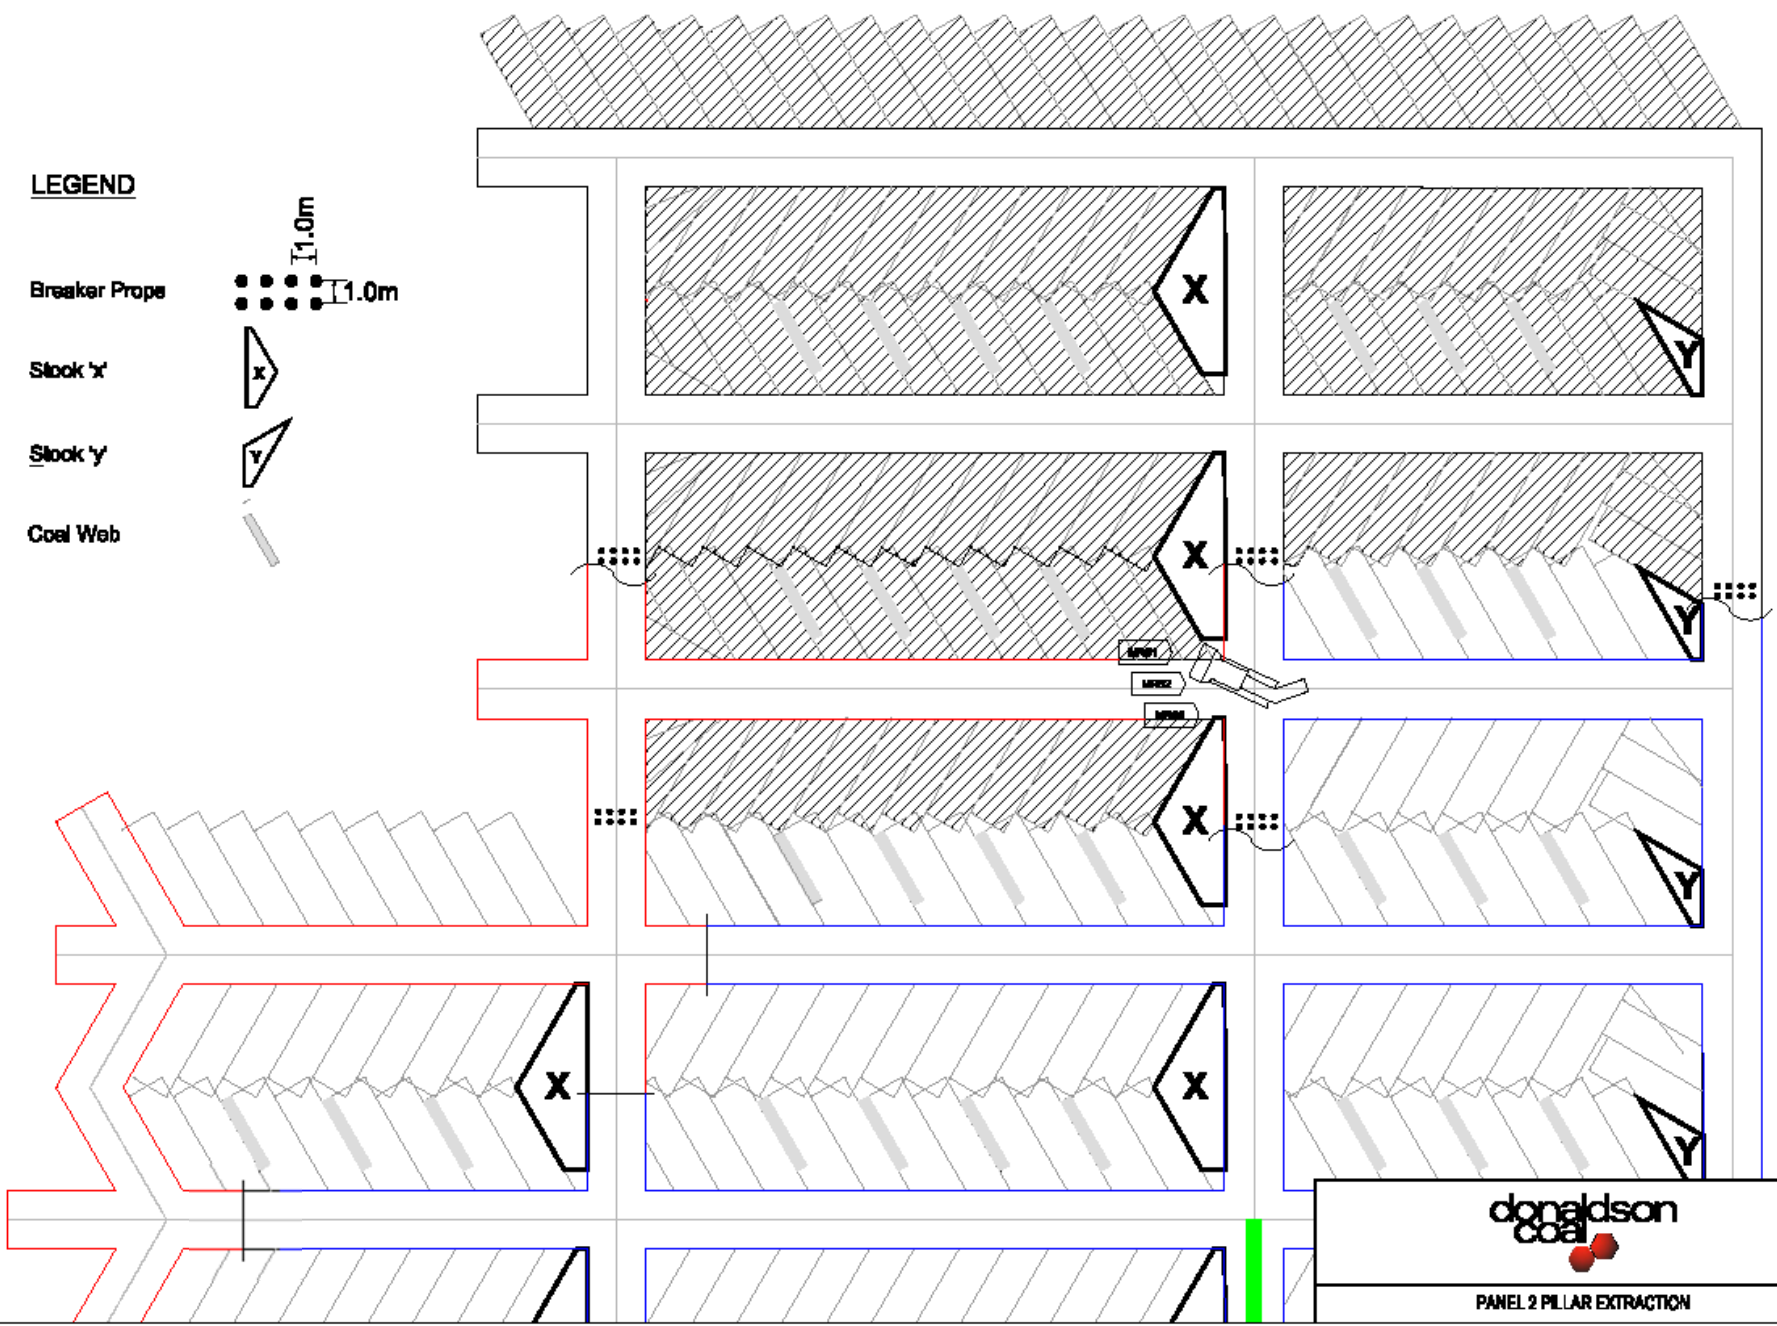 LEGEND
1.0m
Breaker Props
1.0m
Stook 'x'
X
Stook 'y'
Y
Coal Web
X
Y
X
Y
X
Y
X
X
Y
donaldson
coal
PANEL 2 PILLAR EXTRACTION